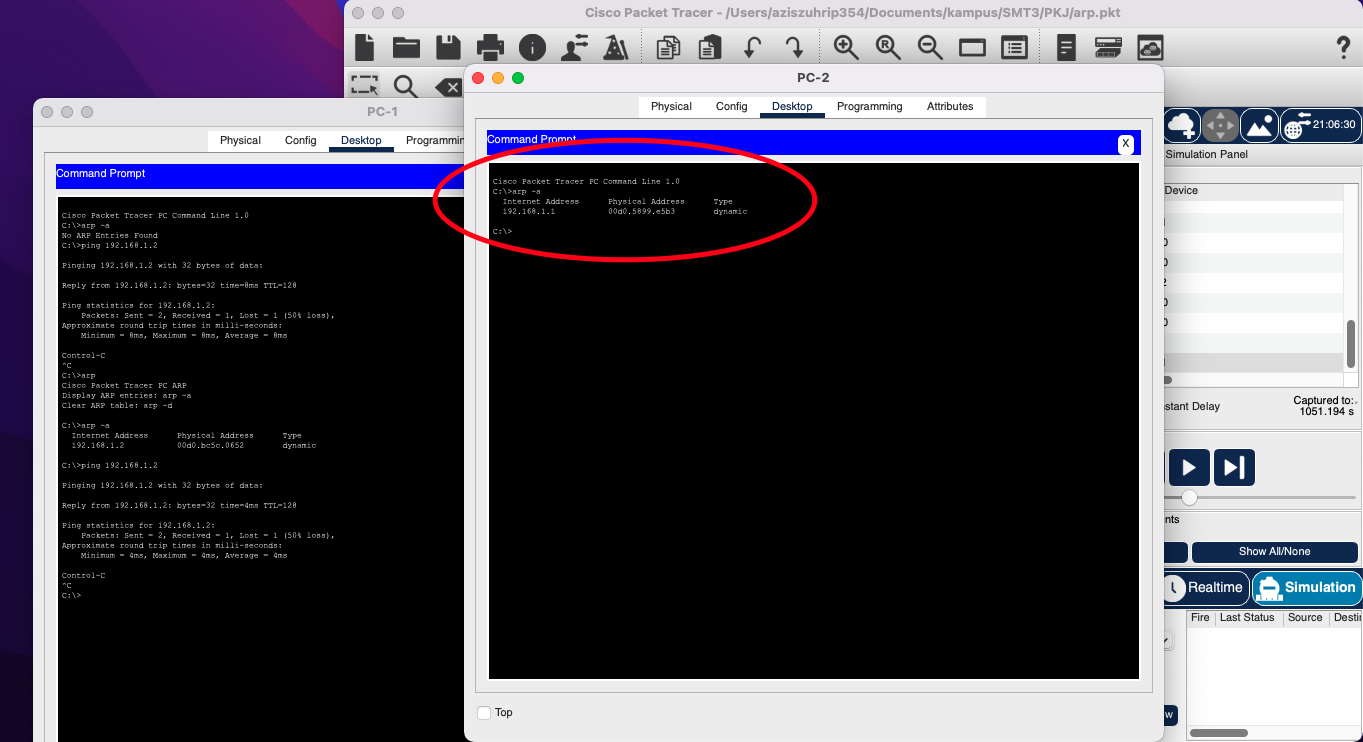 Cisco Packet Tracer - /Users/aziszuhrip354/Documents/kampus/SMT3/PKJ/arp.pkt
PC-1
Physical Config Desktop Programmin
Command Prompt
Cisco Packet Tracer PC Command Line 1.0
C:\>arp -a
No ARP Entries Found
C:\>ping 192.168.1.2
Pinging 192.168.1.2 with 32 bytes of data:
Reply from 192.168.1.2: bytes=32 time=8ms TTL=128
Ping statistics for 192.168.1.2:
Packets: Sent = 2, Received = 1, Lost = 1 (50% loss),
Approximate round trip times in milli-seconds:
Minimum = 8ms, Maximum = 8ms, Average = 8ms
Control-C
^C
C:\>arp
Cisco Packet Tracer PC ARP
Display ARP entries: arp -a
Clear ARP table: arp -d
C:\>arp -a
Internet Address Physical Address Type
192.168.1.2 00d0.bc5c.0652 dynamic
C:\>ping 192.168.1.2
Pinging 192.168.1.2 with 32 bytes of data:
Reply from 192.168.1.2: bytes=32 time=4ms TTL=128
Ping statistics for 192.168.1.2:
Packets: Sent = 2, Received = 1, Lost = 1 (50% loss),
Approximate round trip times in milli-seconds:
Minimum = 4ms, Maximum = 4ms, Average = 4ms
Control-C
^C
C:\>
PC-2
Physical Config Desktop Programming Attributes
Command Prompt
X
Cisco Packet Tracer PC Command Line 1.0
C:\>arp -a
Internet Address Physical Address Type
192.168.1.1 00d0.5899.e5b3 dynamic
C:\>
Top
21:06:30
Simulation Panel
Device
nstant Delay
Captured to:
1051.194 s
nts
Show All/None
Realtime
Simulation
Fire Last Status Source Destin
w